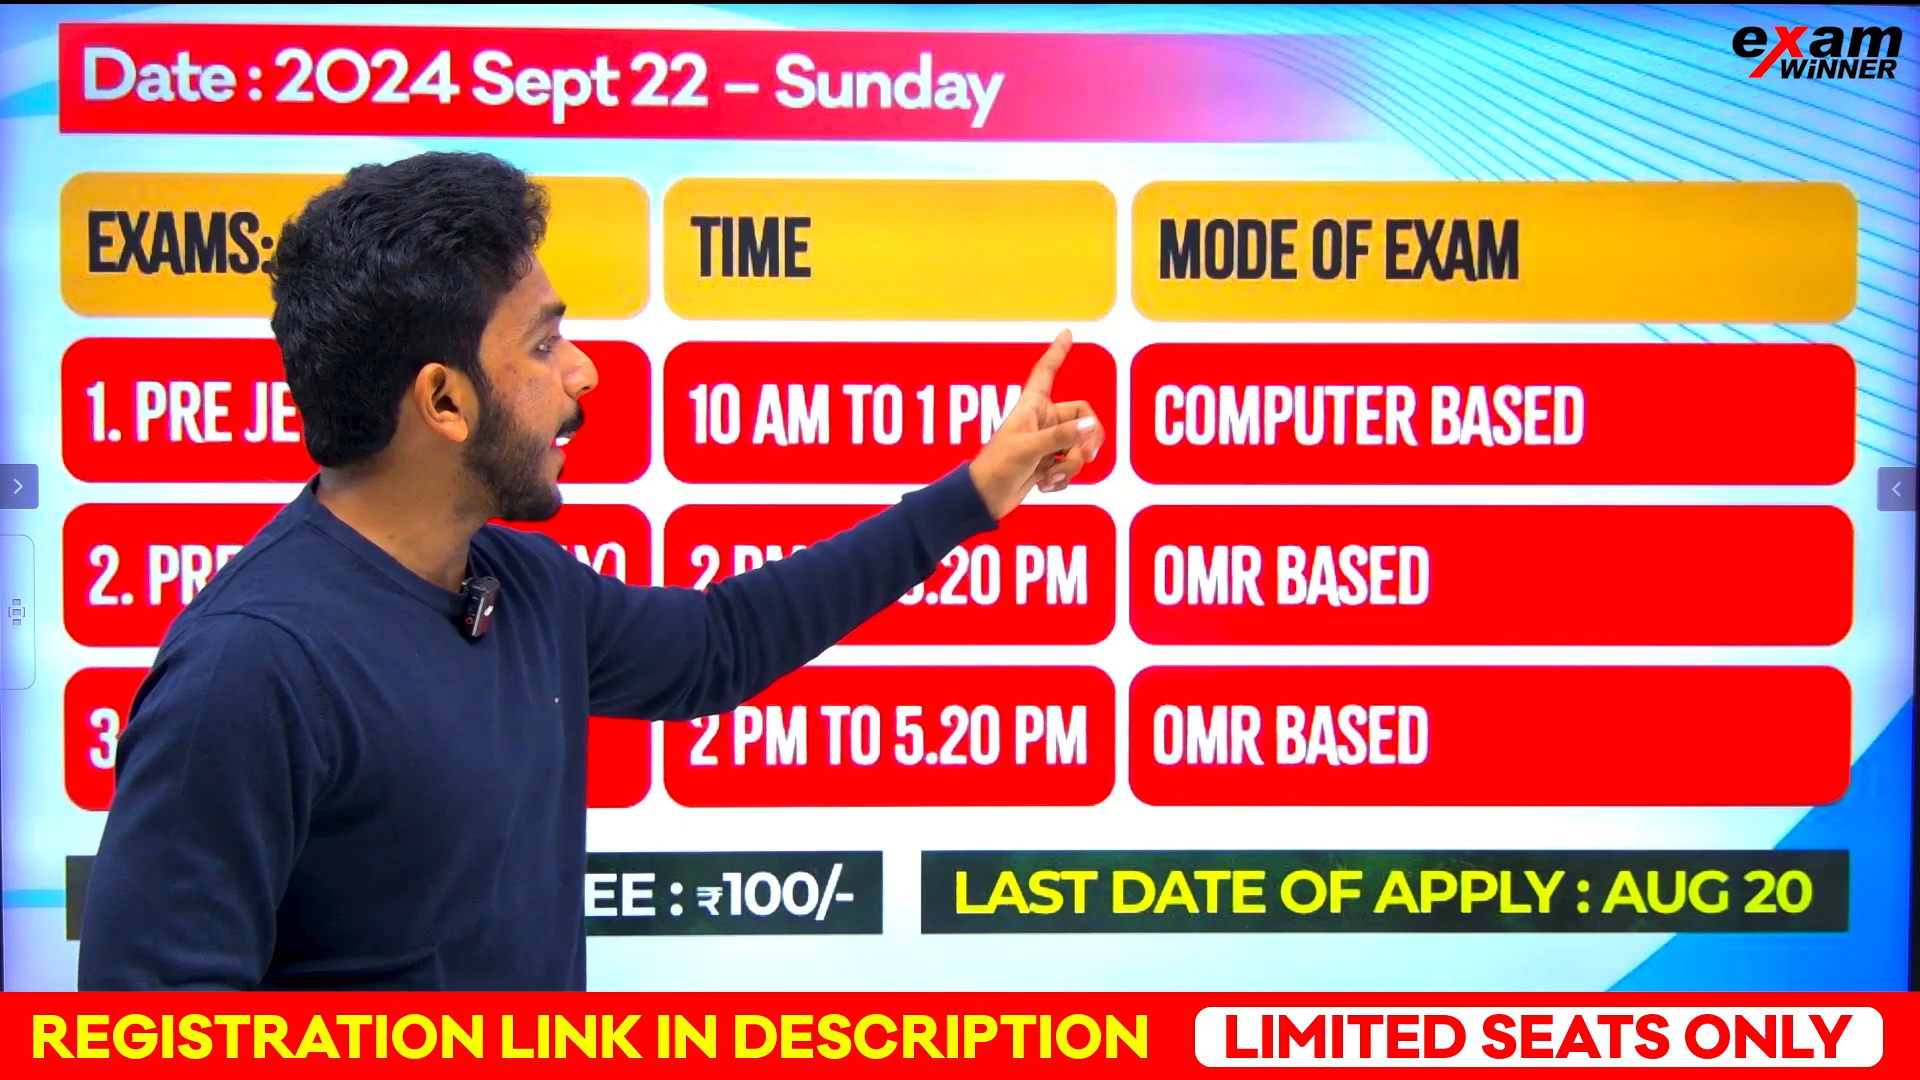 exam
WiNNER
Date : 2024 Sept 22 – Sunday
EXAMS:
TIME
MODE OF EXAM
1. PRE JE
10 AM TO 1 PM
COMPUTER BASED
2. PR
20 PM
OMR BASED
3
2 PM TO 5.20 PM
OMR BASED
EE : ₹100/-
LAST DATE OF APPLY : AUG 20
REGISTRATION LINK IN DESCRIPTION
LIMITED SEATS ONLY